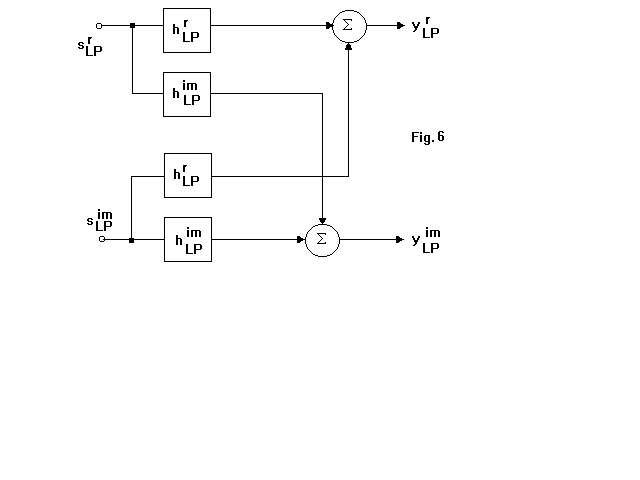 s^r_LP
h^r_LP
Σ
y^r_LP
h^im_LP
Fig. 6
h^r_LP
s^im_LP
h^im_LP
Σ
y^im_LP